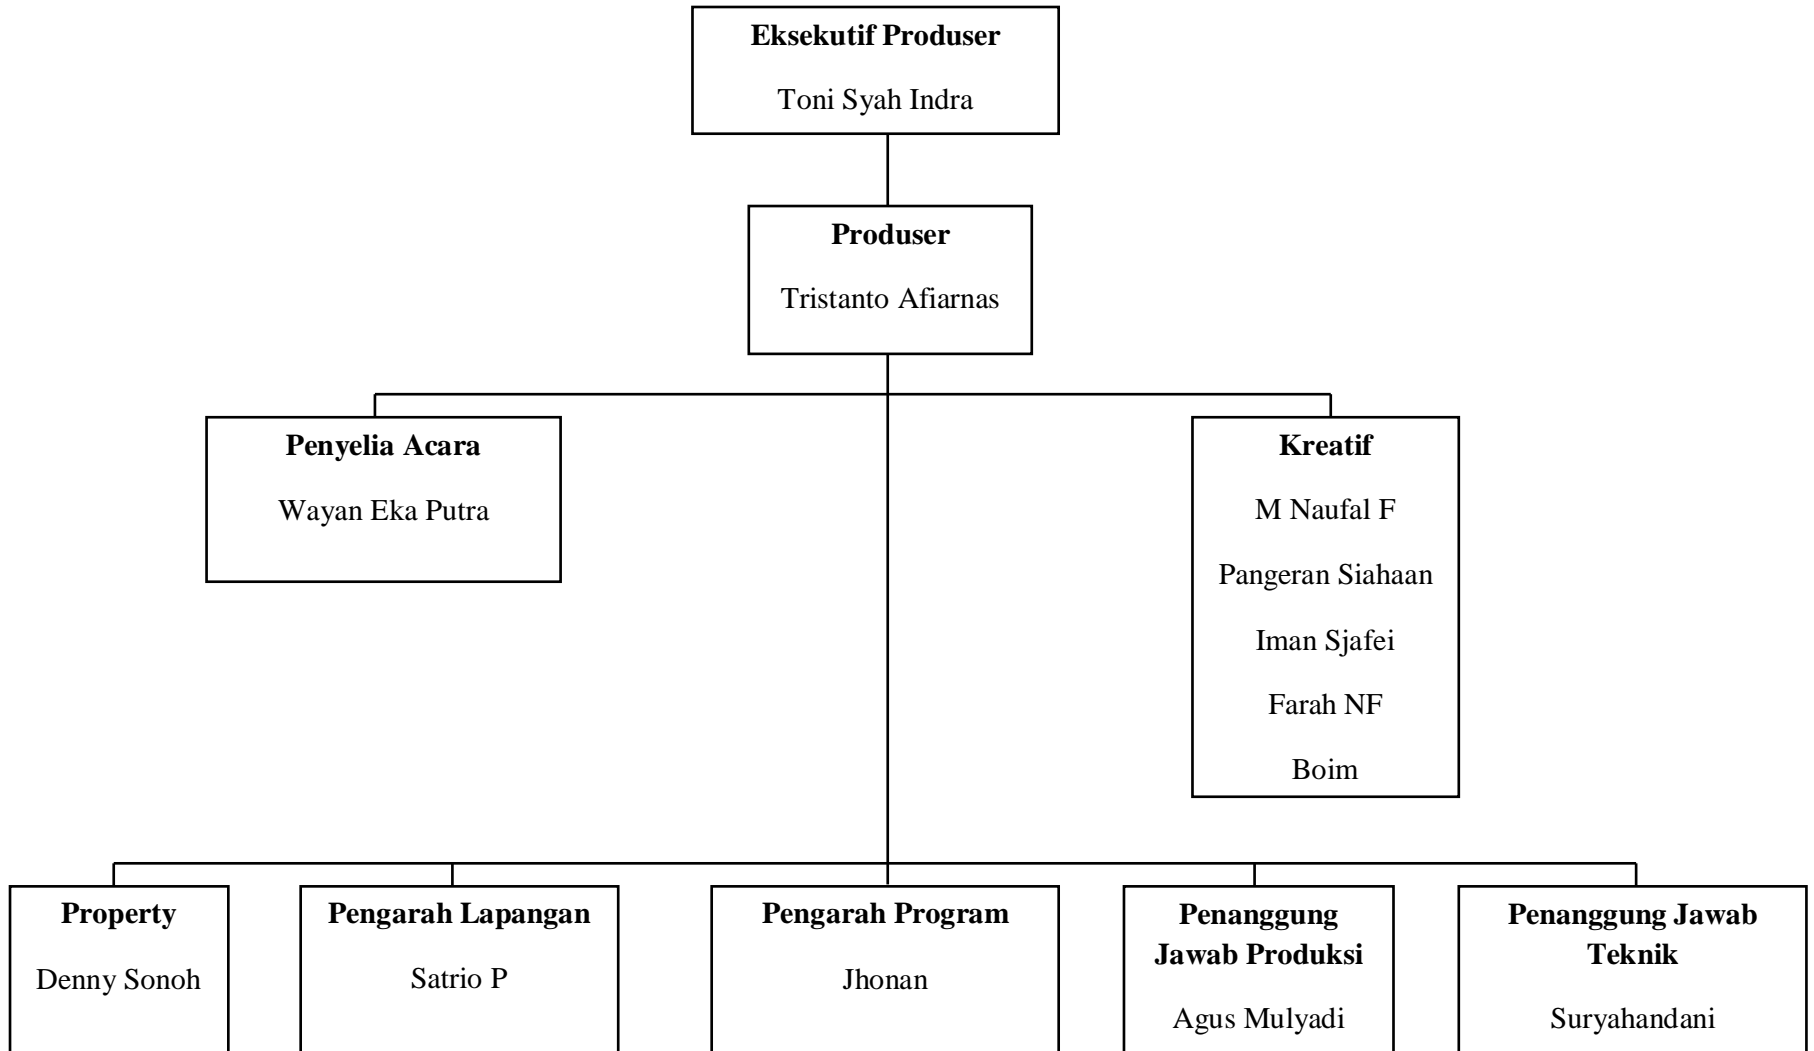 Eksekutif Produser
Toni Syah Indra
Produser
Tristanto Afiarnas
Penyelia Acara
Wayan Eka Putra
Kreatif
M Naufal F
Pangeran Siahaan
Iman Sjafei
Farah NF
Boim
Property
Denny Sonoh
Pengarah Lapangan
Satrio P
Pengarah Program
Jhonan
Penanggung
Jawab Produksi
Agus Mulyadi
Penanggung Jawab
Teknik
Suryahandani